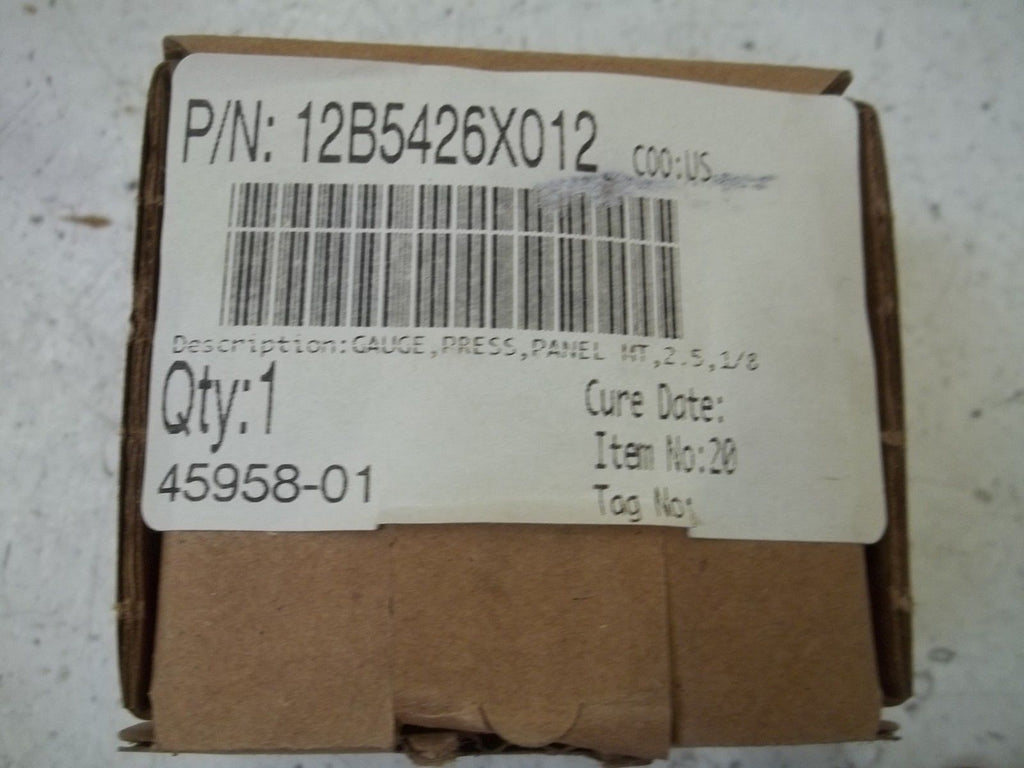 P/N: 12B5426X012
COO:US
Description:GAUGE,PRESS,PANEL MT,2.5,1/8
Qty:1
Cure Date:
Item No:20
45958-01
Tag No: